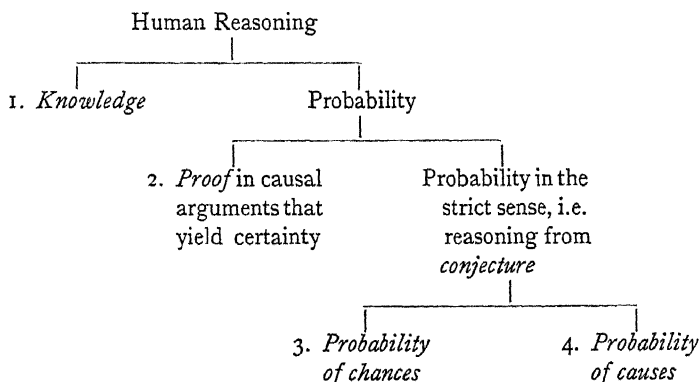 Human Reasoning
1. Knowledge
Probability
2. Proof in causal
arguments that
yield certainty
Probability in the
strict sense, i.e.
reasoning from
conjecture
3. Probability
of chances
4. Probability
of causes